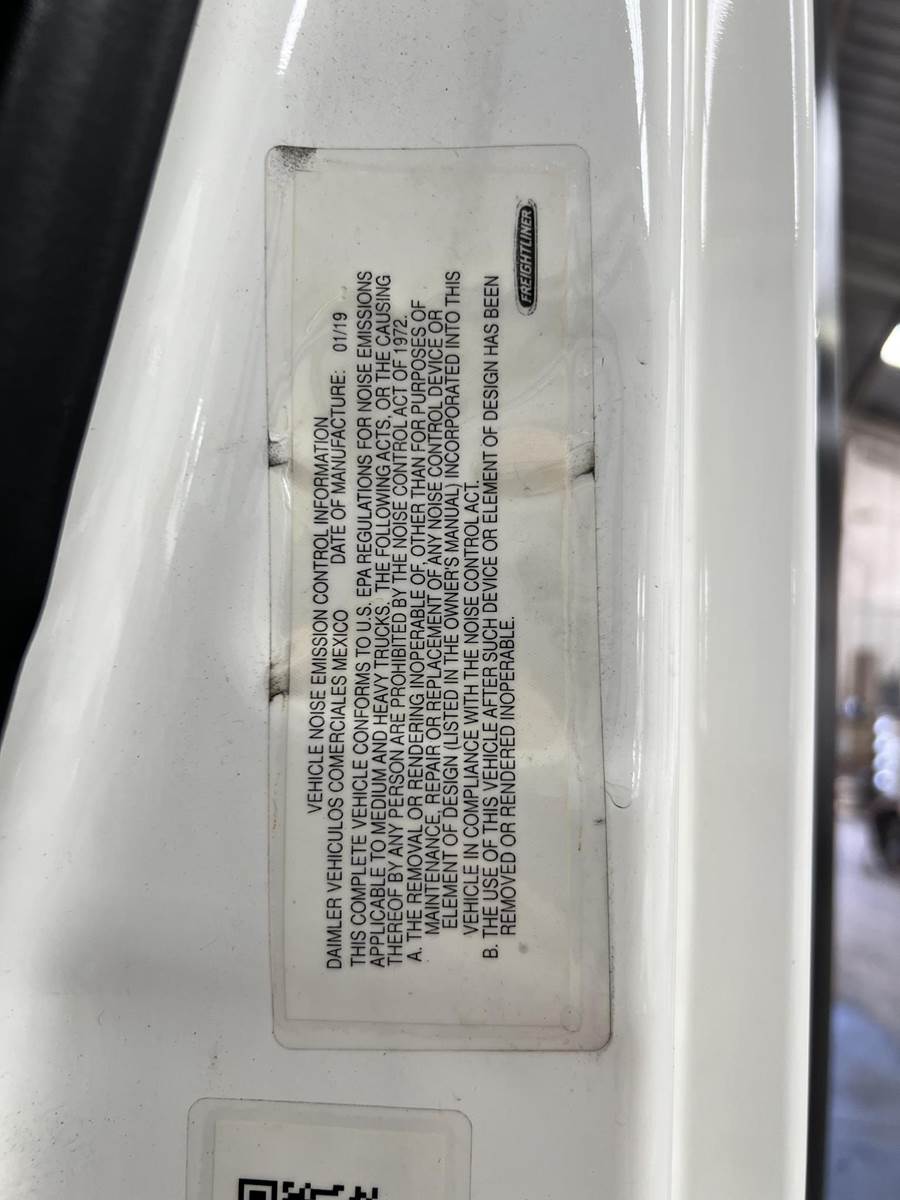 VEHICLE NOISE EMISSION CONTROL INFORMATION
DAIMLER VEHICULOS COMERCIALES MEXICO DATE OF MANUFACTURE: 01/19
THIS COMPLETE VEHICLE CONFORMS TO U.S. EPA REGULATIONS FOR NOISE EMISSIONS
APPLICABLE TO MEDIUM AND HEAVY TRUCKS. THE FOLLOWING ACTS, OR THE CAUSING
THEREOF BY ANY PERSON ARE PROHIBITED BY THE NOISE CONTROL ACT OF 1972.
A. THE REMOVAL OR RENDERING INOPERABLE OF, OTHER THAN FOR PURPOSES OF
MAINTENANCE, REPAIR OR REPLACEMENT OF ANY NOISE CONTROL DEVICE OR
ELEMENT OF DESIGN (LISTED IN THE OWNER'S MANUAL) INCORPORATED INTO THIS
VEHICLE IN COMPLIANCE WITH THE NOISE CONTROL ACT.
B. THE USE OF THIS VEHICLE AFTER SUCH DEVICE OR ELEMENT OF DESIGN HAS BEEN
REMOVED OR RENDERED INOPERABLE.
FREIGHTLINER